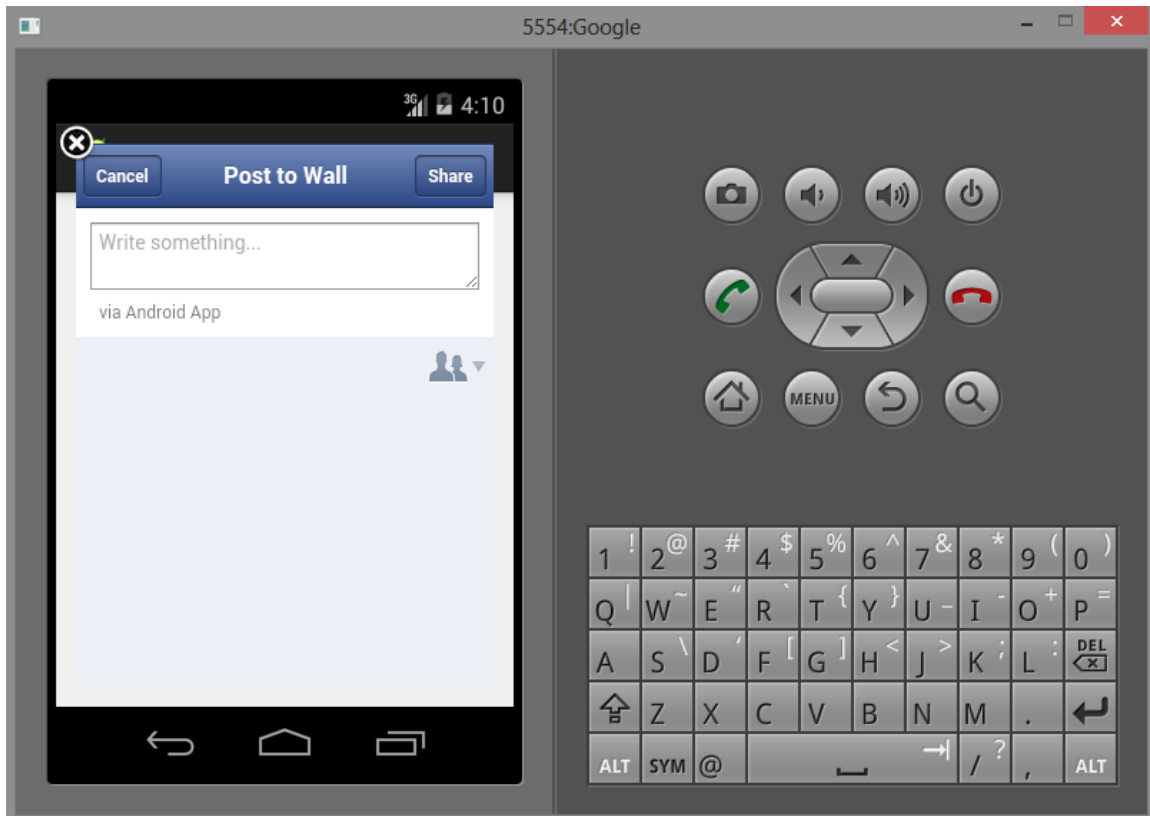 5554:Google
3G 4:10
Cancel Post to Wall Share
Write something...
via Android App
MENU
1 ! 2 @ 3 # 4 $ 5 % 6 ^ 7 & 8 * 9 ( 0 )
Q | W ~ E " R ` T { Y } U _ I - O + P =
A S \ D ' F [ G ] H < J > K ; L : DEL
Z X C V B N M .
ALT SYM @ / ? , ALT